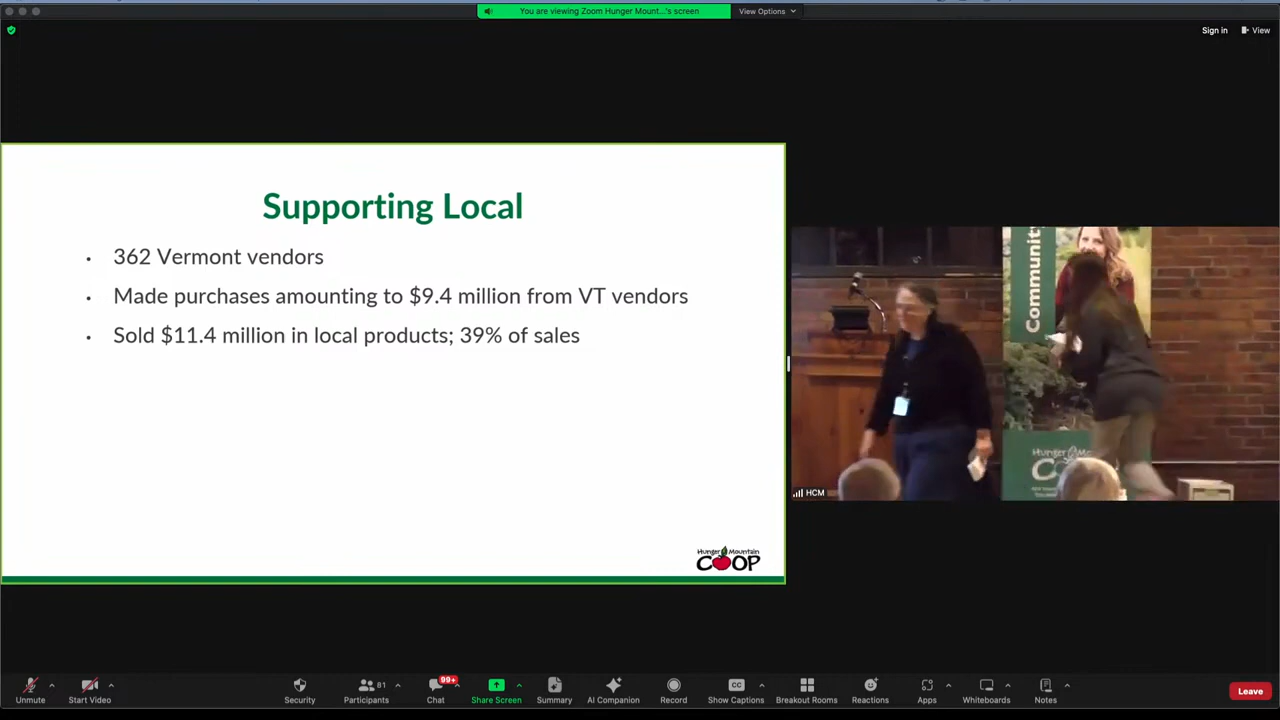 You are viewing Zoom Hunger Mount...'s screen
View Options
Sign in
View
Supporting Local
• 362 Vermont vendors
• Made purchases amounting to $9.4 million from VT vendors
• Sold $11.4 million in local products; 39% of sales
Hunger Mountain
COOP
Community
Hunger
HCM
Unmute
Start Video
Security
81
Participants
99+
Chat
Share Screen
Summary
AI Companion
Record
CC
Show Captions
Breakout Rooms
Reactions
Apps
Whiteboards
Notes
Leave